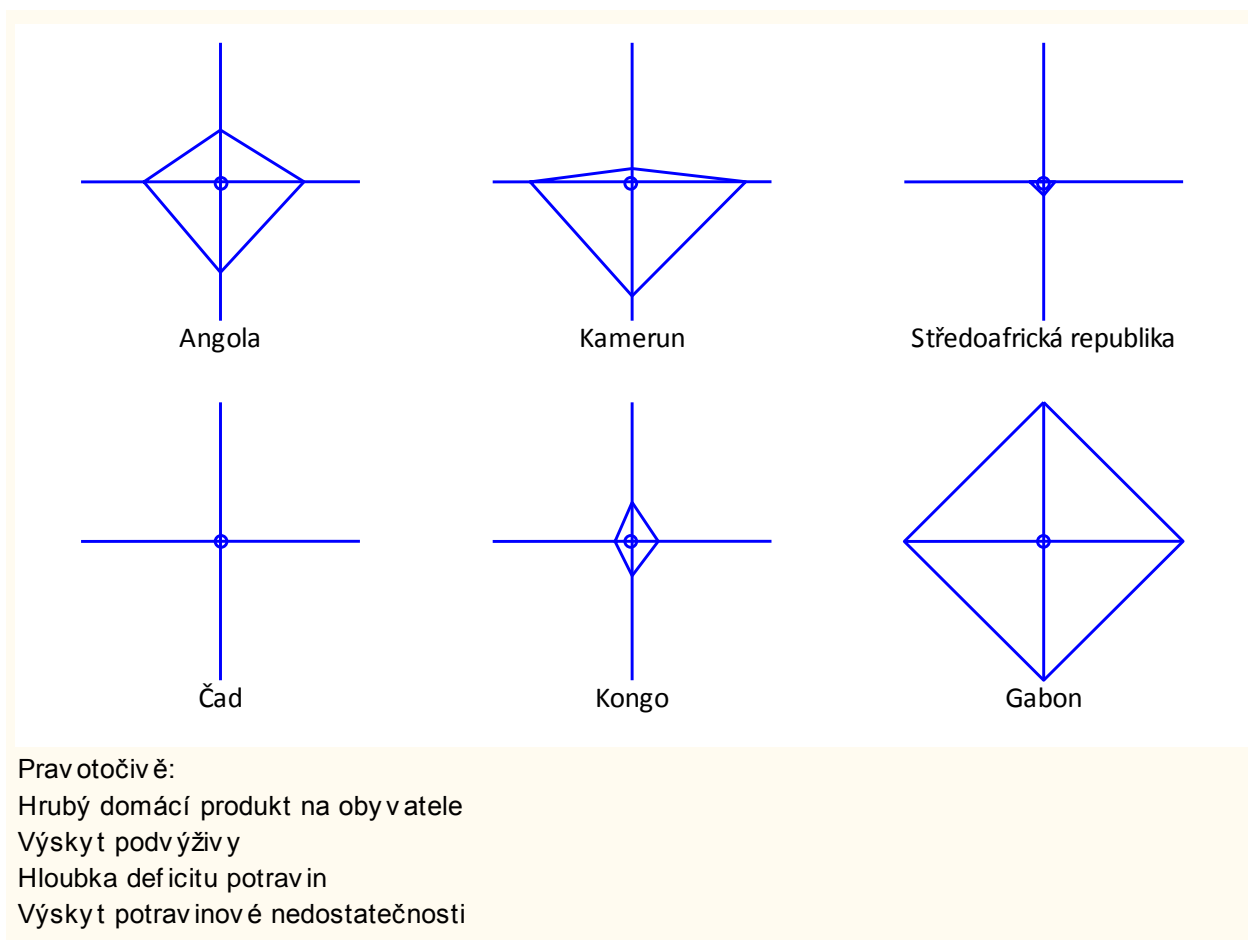 Angola
Kamerun
Středoafrická republika
Čad
Kongo
Gabon
Pravotočivě:
Hrubý domácí produkt na obyvatele
Výskyt podvýživy
Hloubka deficitu potravin
Výskyt potravinové nedostatečnosti